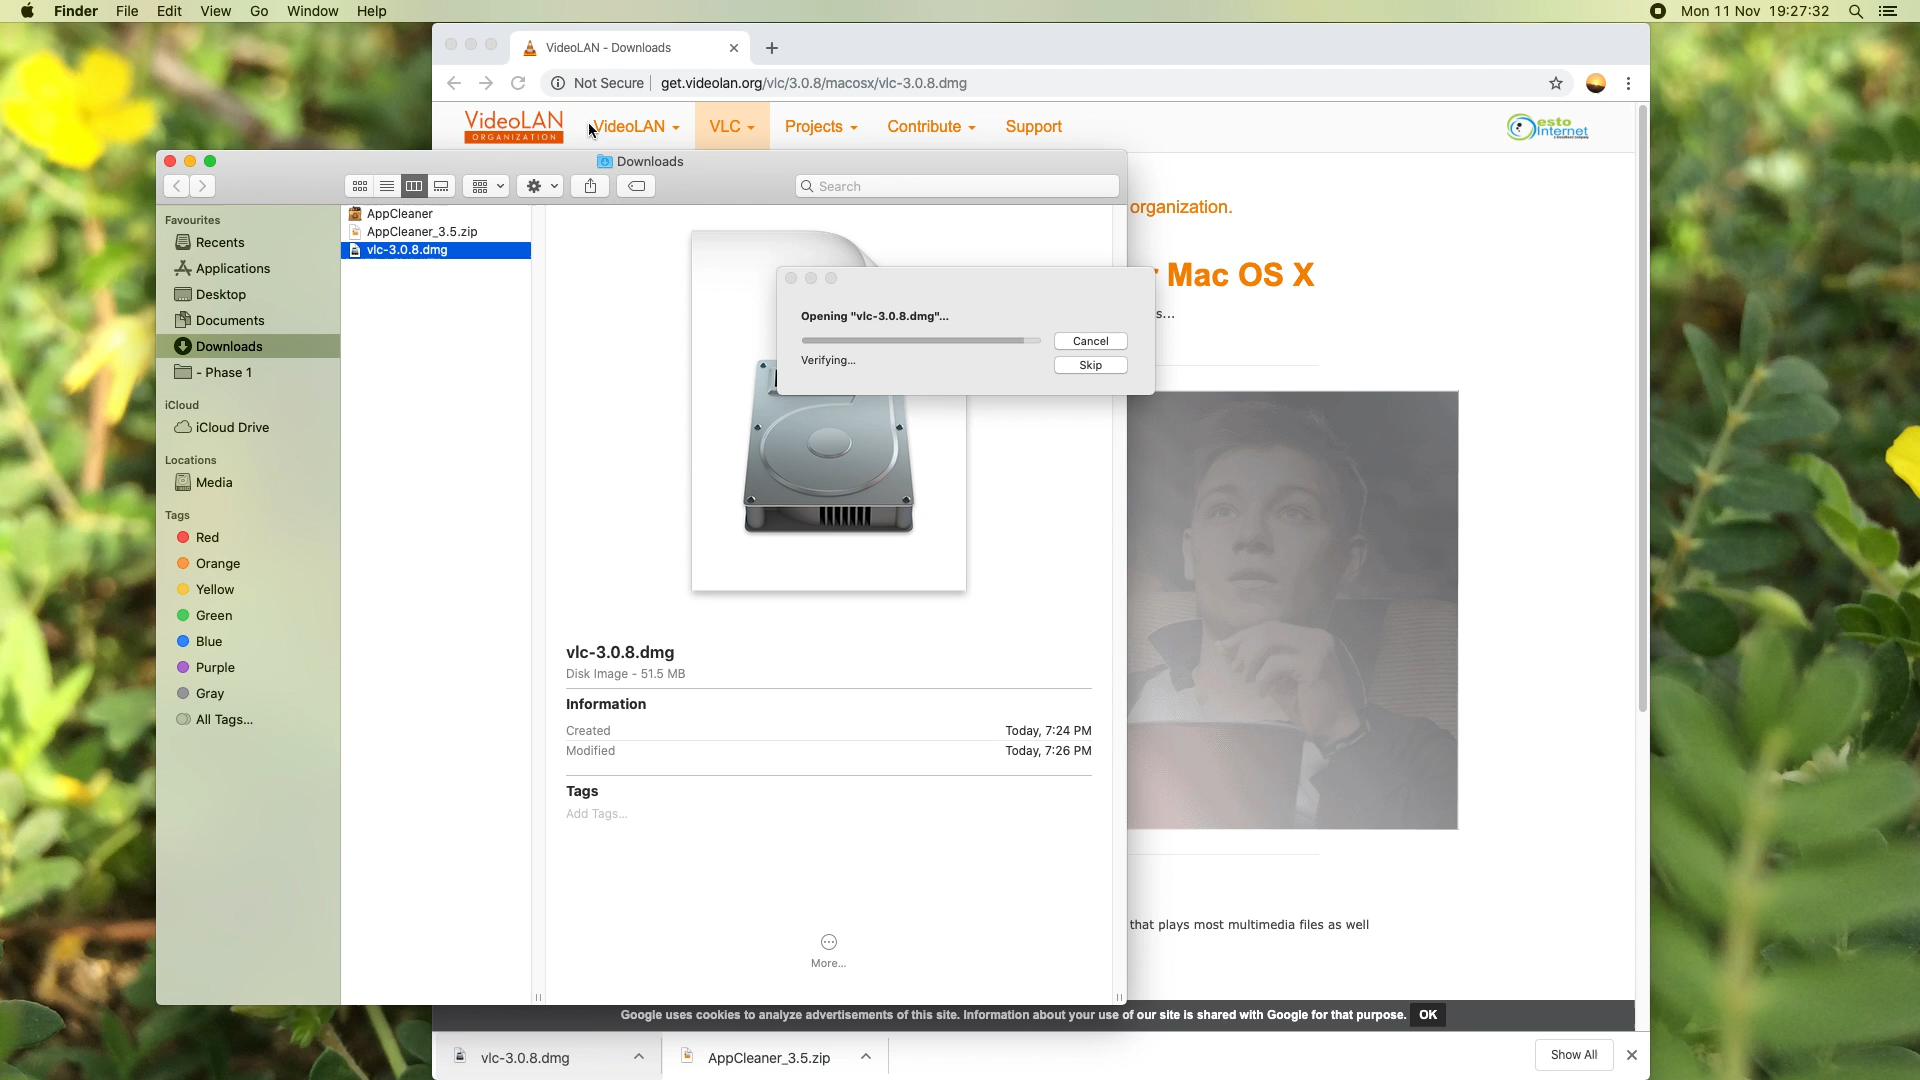 Finder File Edit View Go Window Help
Mon 11 Nov 19:27:32
VideoLAN - Downloads
Not Secure
get.videolan.org/vlc/3.0.8/macosx/vlc-3.0.8.dmg
VideoLAN
ORGANIZATION
VideoLAN VLC Projects Contribute Support
esto
Internet
Downloads
Search
Favourites
Recents
Applications
Desktop
Documents
Downloads
- Phase 1
iCloud
iCloud Drive
Locations
Media
Tags
Red
Orange
Yellow
Green
Blue
Purple
Gray
All Tags...
AppCleaner
AppCleaner_3.5.zip
vlc-3.0.8.dmg
organization.
Mac OS X
s...
Opening "vlc-3.0.8.dmg"...
Cancel
Verifying...
Skip
vlc-3.0.8.dmg
Disk Image - 51.5 MB
Information
Created Today, 7:24 PM
Modified Today, 7:26 PM
Tags
Add Tags...
More...
that plays most multimedia files as well
Google uses cookies to analyze advertisements of this site. Information about your use of our site is shared with Google for that purpose. OK
vlc-3.0.8.dmg
AppCleaner_3.5.zip
Show All